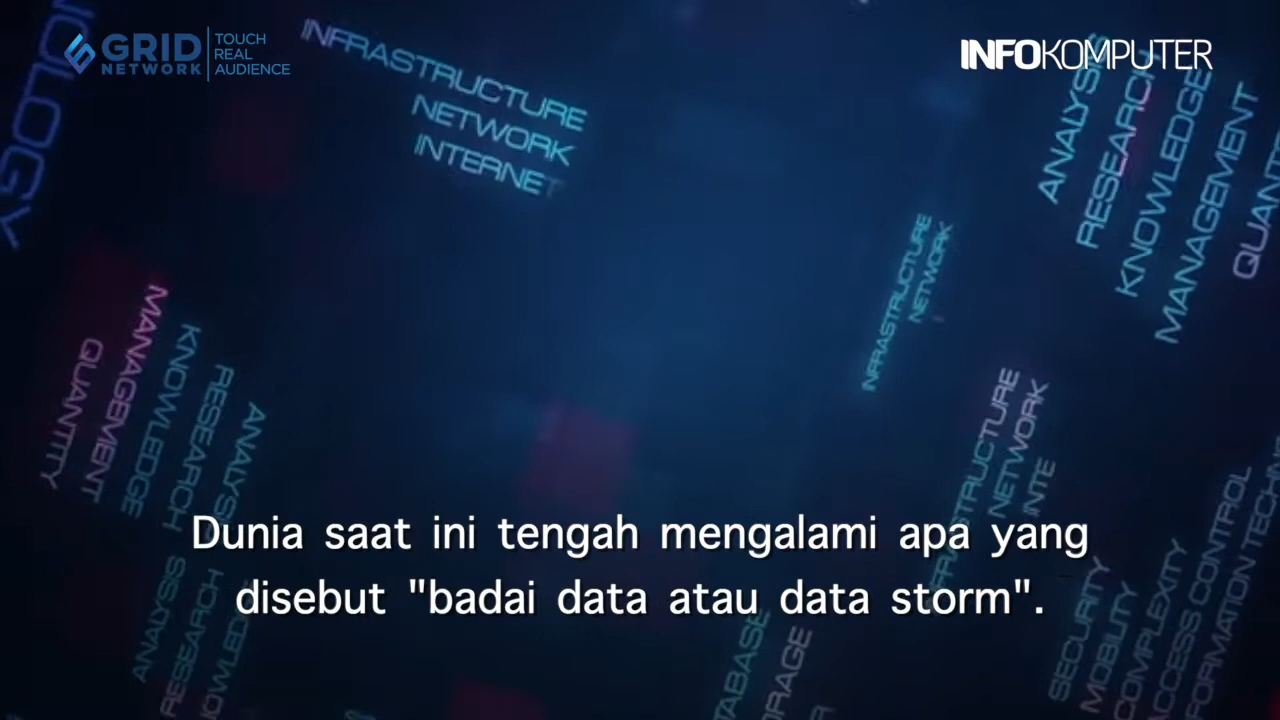 GRID
NETWORK
TOUCH
REAL
AUDIENCE
INFOKOMPUTER
INFRASTRUCTURE
NETWORK
INTERNET
ANALYSIS
RESEARCH
KNOWLEDGE
MANAGEMENT
INFRASTRUCTURE
NETWORK
MANAGEMENT
QUANTITY
KNOWLEDGE
RESEARCH
ANALYSIS
NETWORK
Dunia saat ini tengah mengalami apa yang
disebut "badai data atau data storm".
ANALYSIS
RESEARCH
SECURITY
MOBILITY
COMPLEXITY
ACCESS CONTROL